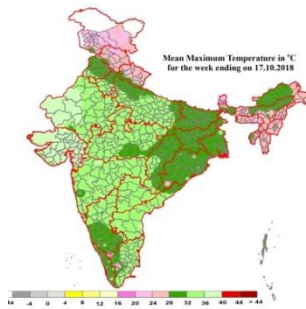 Mean Maximum Temperature in °C
for the week ending on 17.10.2018
-4 0 4 8 12 16 20 24 28 32 36 40 44 > 44